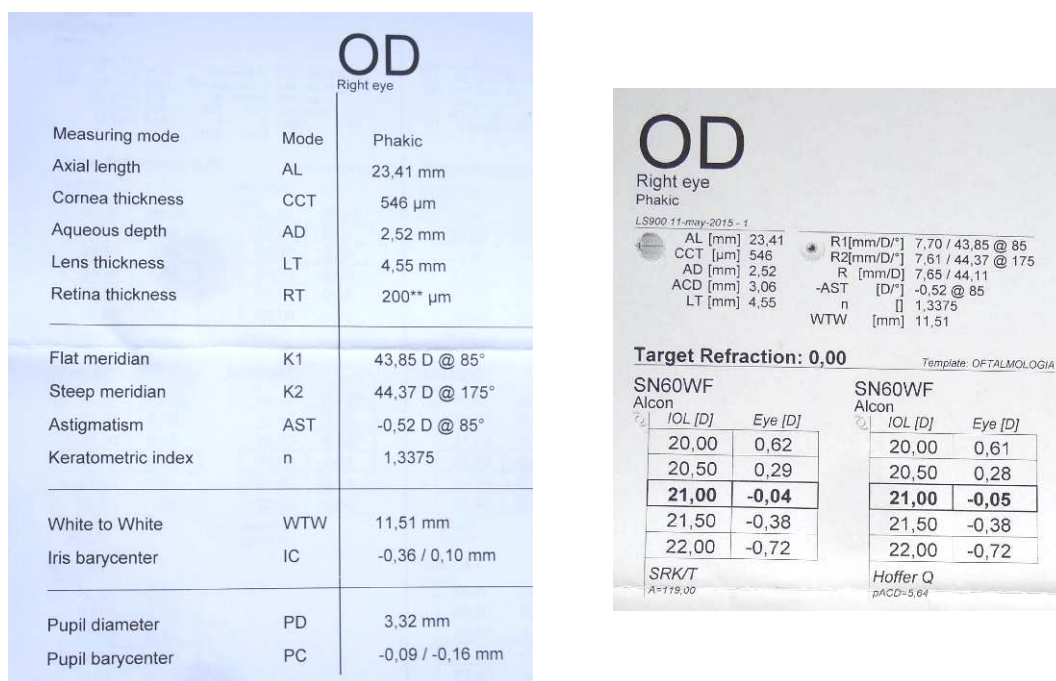 OD
Right eye
Measuring mode Mode Phakic
Axial length AL 23,41 mm
Cornea thickness CCT 546 µm
Aqueous depth AD 2,52 mm
Lens thickness LT 4,55 mm
Retina thickness RT 200** µm
Flat meridian K1 43,85 D @ 85°
Steep meridian K2 44,37 D @ 175°
Astigmatism AST -0,52 D @ 85°
Keratometric index n 1,3375
White to White WTW 11,51 mm
Iris barycenter IC -0,36 / 0,10 mm
Pupil diameter PD 3,32 mm
Pupil barycenter PC -0,09 / -0,16 mm
OD
Right eye
Phakic
LS900 11-may-2015 - 1
AL [mm] 23,41
CCT [µm] 546
AD [mm] 2,52
ACD [mm] 3,06
LT [mm] 4,55
R1[mm/D/°] 7,70 / 43,85 @ 85
R2[mm/D/°] 7,61 / 44,37 @ 175
R [mm/D] 7,65 / 44,11
-AST [D/°] -0,52 @ 85
n [] 1,3375
WTW [mm] 11,51
Target Refraction: 0,00 Template: OFTALMOLOGIA
SN60WF
Alcon
IOL [D] Eye [D]
20,00 0,62
20,50 0,29
21,00 -0,04
21,50 -0,38
22,00 -0,72
SRK/T
A=119,00
SN60WF
Alcon
IOL [D] Eye [D]
20,00 0,61
20,50 0,28
21,00 -0,05
21,50 -0,38
22,00 -0,72
Hoffer Q
pACD=5,64